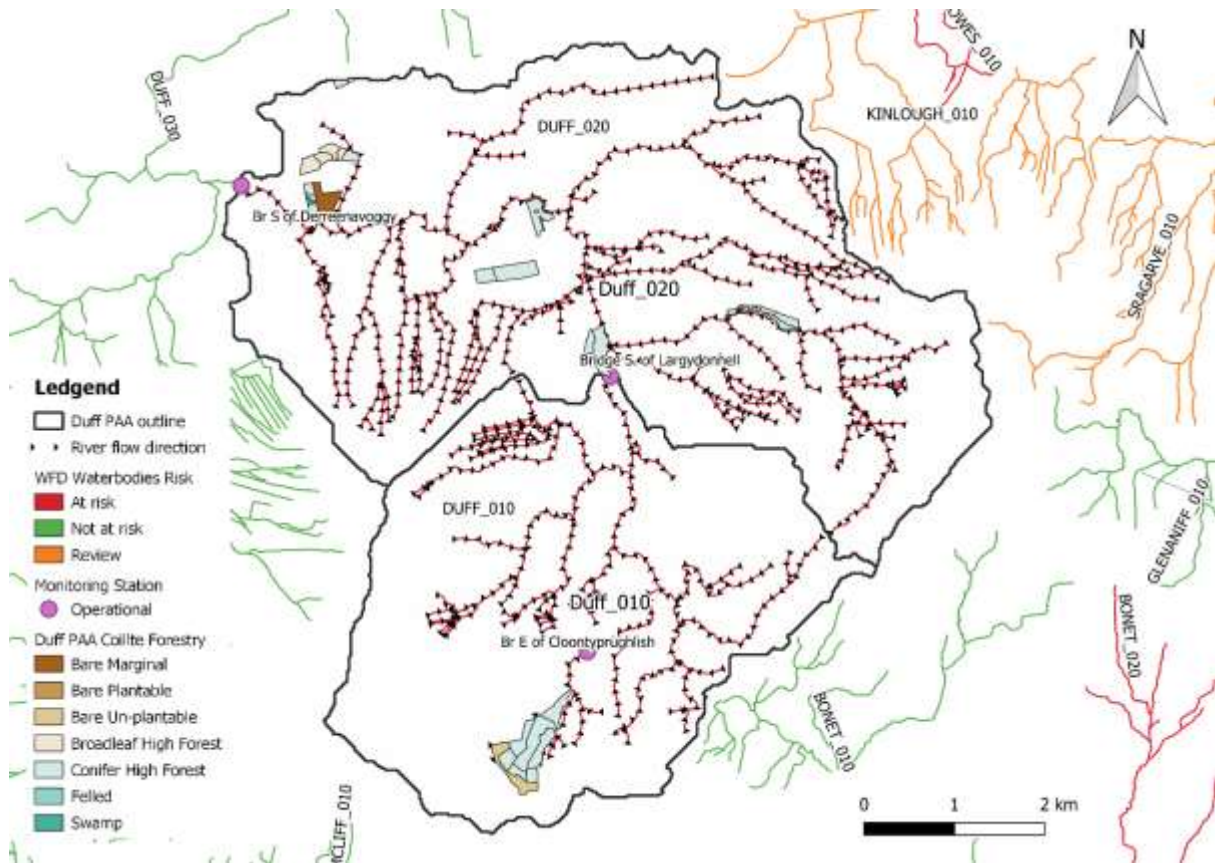 OWES_010
N
DUFF_030
DUFF_020
KINLOUGH_010
Br S of Derreenavoggy
SRAGARVE_010
Duff_020
Bridge S. of Largydonnell
Ledgend
Duff PAA outline
River flow direction
WFD Waterbodies Risk
At risk
Not at risk
Review
Monitoring Station
Operational
Duff PAA Coillte Forestry
Bare Marginal
Bare Plantable
Bare Un-plantable
Broadleaf High Forest
Conifer High Forest
Felled
Swamp
DUFF_010
GLENANIFF_010
Duff_010
Br E of Cloontyprughlish
BONET_020
BONET_010
0 1 2 km
MCLIFF_010